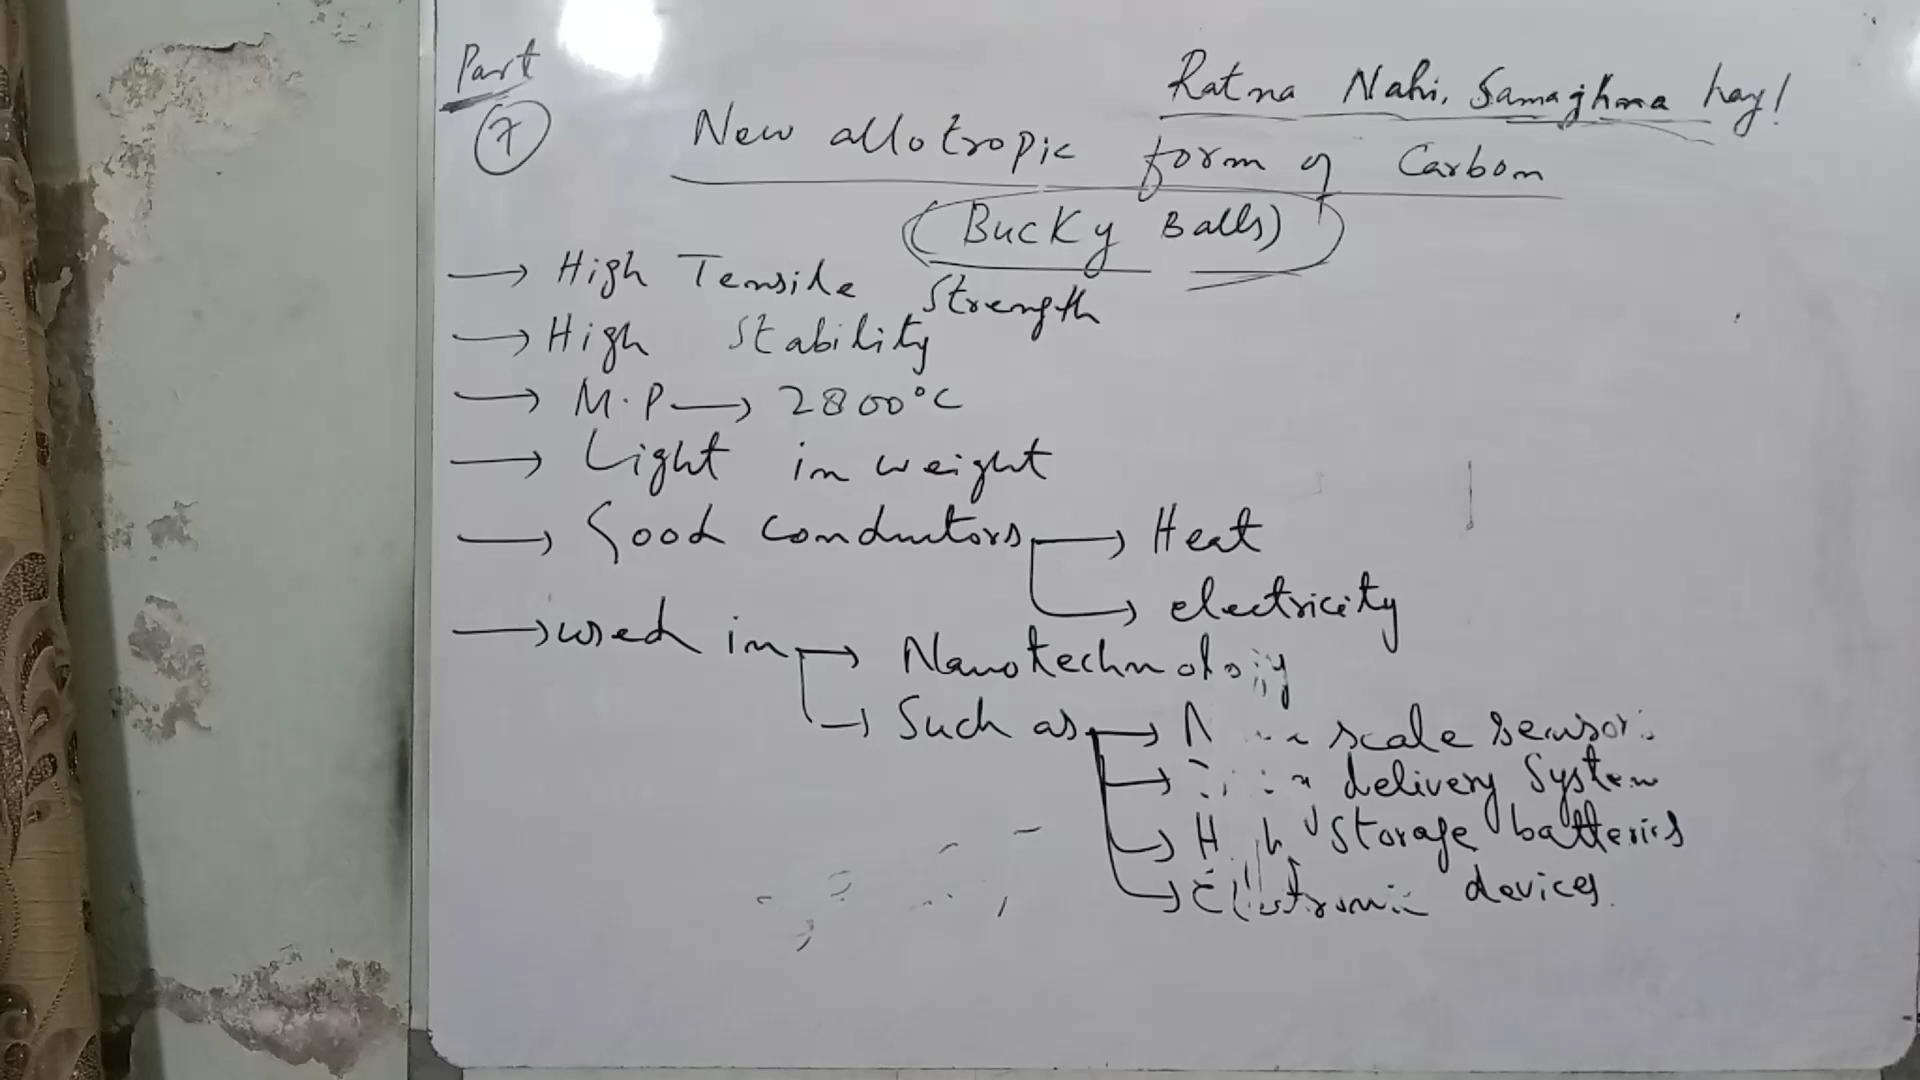 Part
7
Ratna Nahi, Samajhna hay!
New allotropic form of Carbon
(Bucky Balls)
→ High Tensile Strength
→ High Stability
→ M.P → 2800°C
→ Light in weight
→ Good conductors → Heat
→ electricity
→ used in → Nanotechnology
→ Such as → scale sensors
→ delivery System
→ Storage batteries
→ Electronic devices.